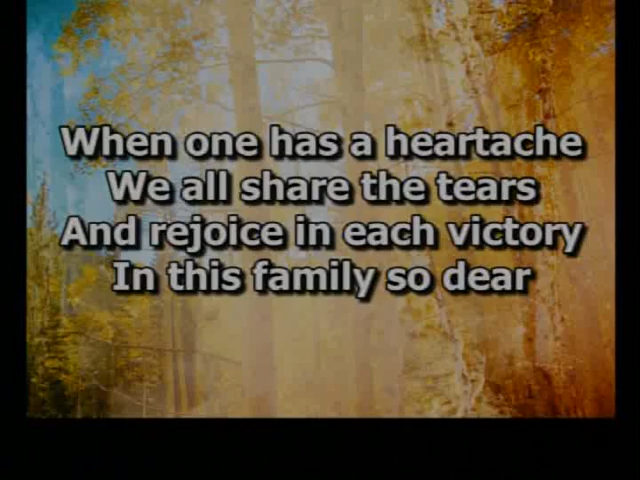 When one has a heartache
We all share the tears
And rejoice in each victory
In this family so dear